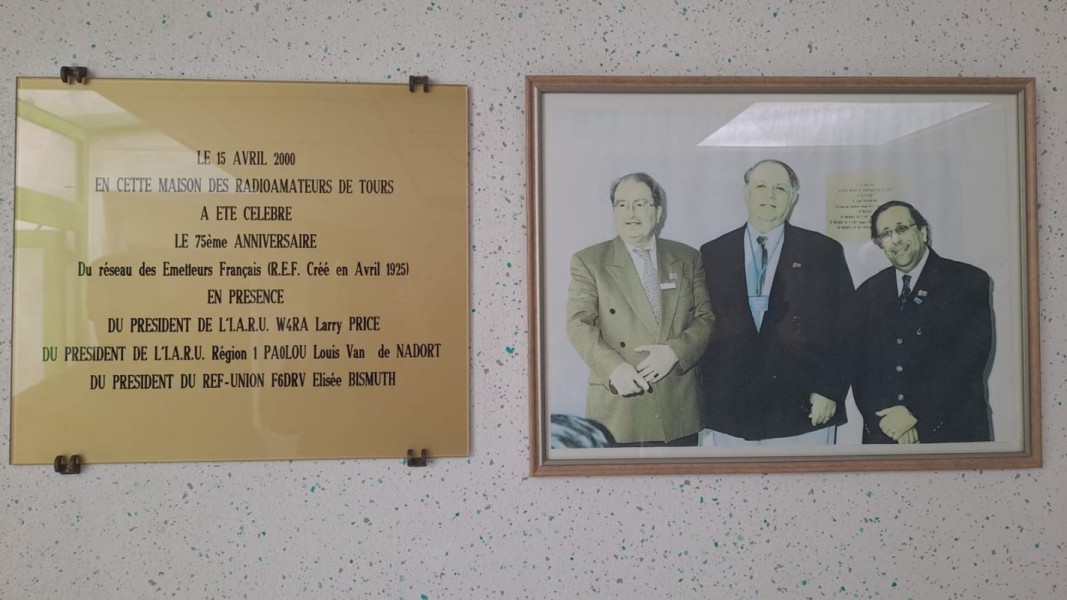 LE 15 AVRIL 2000
EN CETTE MAISON DES RADIOAMATEURS DE TOURS
A ETE CELEBRE
LE 75ème ANNIVERSAIRE
Du réseau des Emetteurs Français (R.E.F. Créé en Avril 1925)
EN PRESENCE
DU PRESIDENT DE L'I.A.R.U. W4RA Larry PRICE
DU PRESIDENT DE L'I.A.R.U. Région 1 PA0LOU Louis Van de NADORT
DU PRESIDENT DU REF-UNION F6DRV Elisée BISMUTH